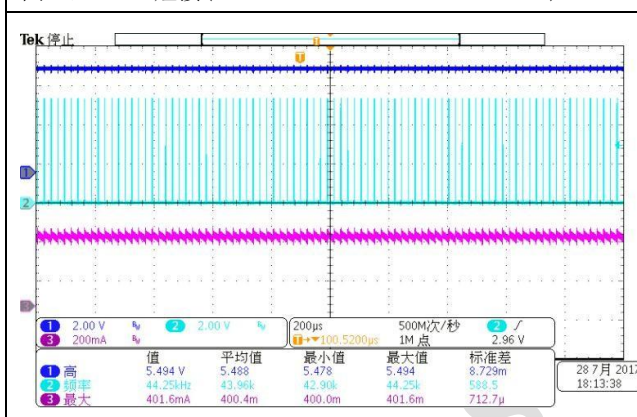 Tek 停止
T
T
1
2
3
1 2.00 V Bw 2 2.00 V Bw
3 200mA Bw
200µs 500M次/秒 2
T→▼100.5200µs 1M 点 2.96 V
值 平均值 最小值 最大值 标准差
1 高 5.494 V 5.488 5.478 5.494 8.729m
2 频率 44.25kHz 43.96k 42.90k 44.25k 588.5
3 最大 401.6mA 400.4m 400.0m 401.6m 712.7µ
28 7月 2017
18:13:38